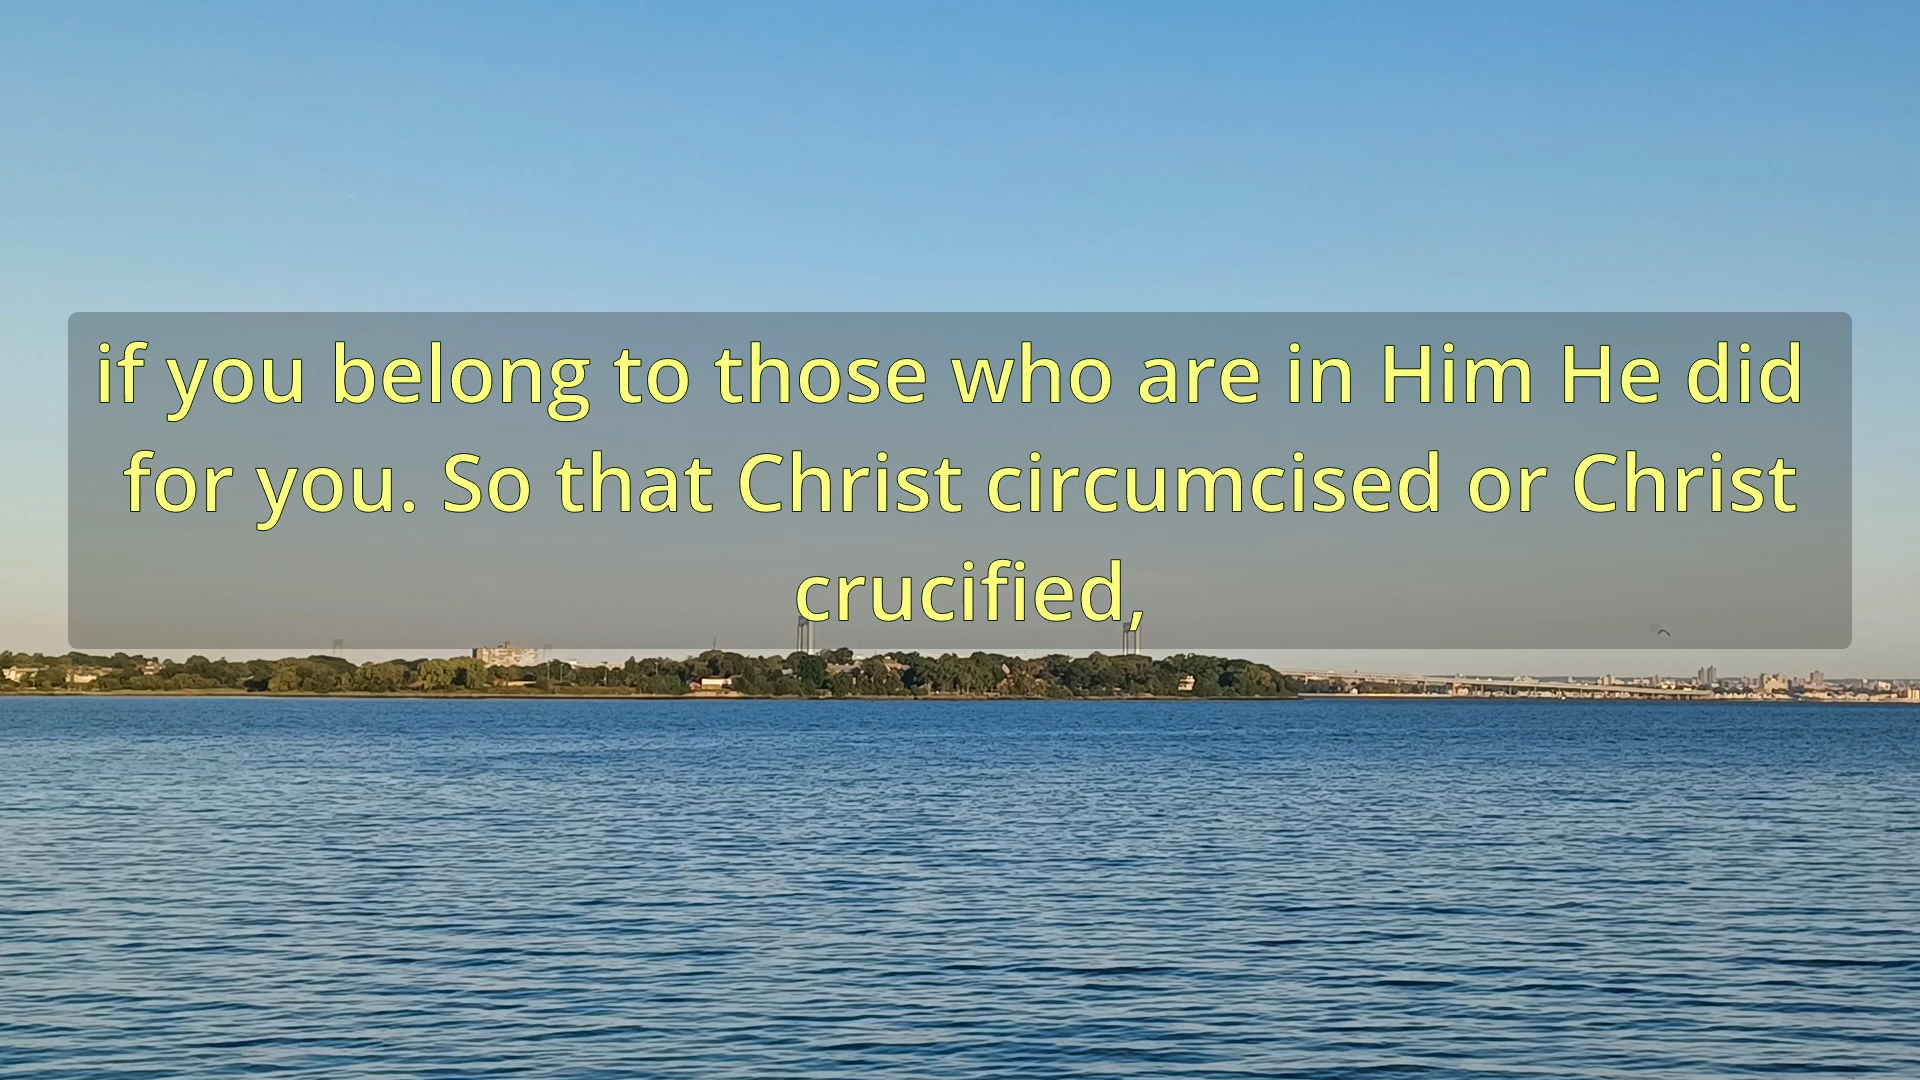 if you belong to those who are in Him He did
for you. So that Christ circumcised or Christ
crucified,